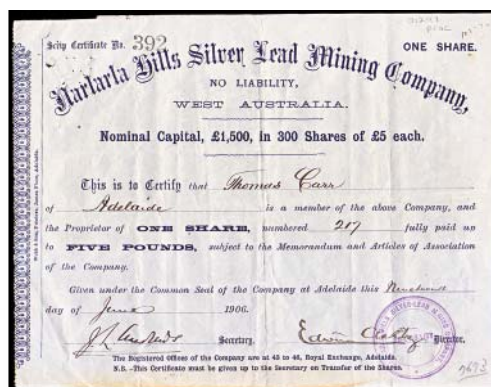 Scrip Certificate No. 392
ONE SHARE.
Nartarla Hills Silver Lead Mining Company,
NO LIABILITY,
WEST AUSTRALIA.
Nominal Capital, £1,500, in 300 Shares of £5 each.
This is to Certify that Thomas Carr
of Adelaide is a member of the above Company, and
the Proprietor of ONE SHARE, numbered 217 fully paid up
to FIVE POUNDS, subject to the Memorandum and Articles of Association
of the Company.
Given under the Common Seal of the Company at Adelaide this
day of June 1906.
Secretary. Edwin Director.
The Registered Offices of the Company are at 45 to 46, Royal Exchange, Adelaide.
N.B.—This Certificate must be given up to the Secretary on Transfer of the Shares.